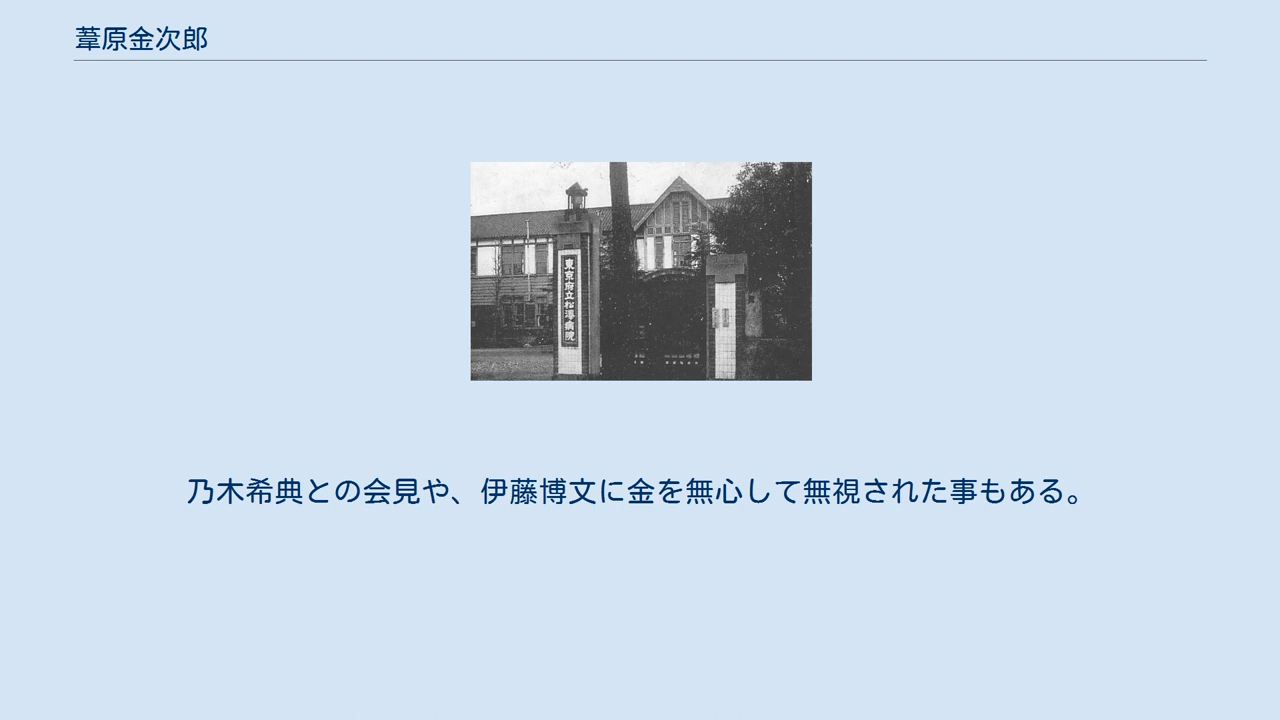 葦原金次郎
東京府立松澤病院
乃木希典との会見や、伊藤博文に金を無心して無視された事もある。